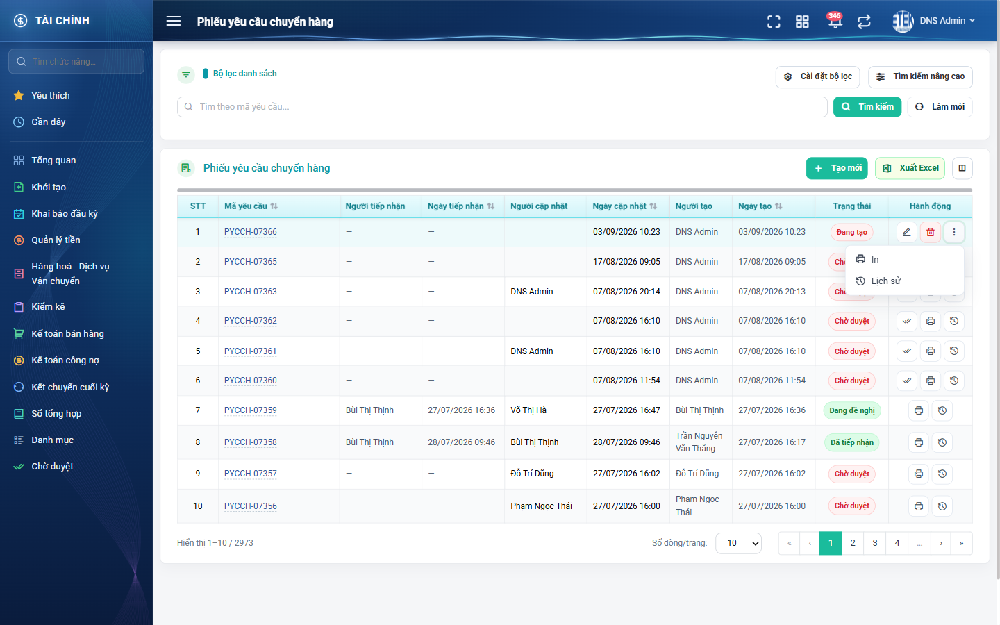 TÀI CHÍNH
Phiếu yêu cầu chuyển hàng
346
DNS Admin
Tìm chức năng...
Yêu thích
Gần đây
Tổng quan
Khởi tạo
Khai báo đầu kỳ
Quản lý tiền
Hàng hoá - Dịch vụ -
Vận chuyển
Kiểm kê
Kế toán bán hàng
Kế toán công nợ
Kết chuyển cuối kỳ
Sổ tổng hợp
Danh mục
Chờ duyệt
Bộ lọc danh sách
Cài đặt bộ lọc
Tìm kiếm nâng cao
Tìm theo mã yêu cầu...
Tìm kiếm
Làm mới
Phiếu yêu cầu chuyển hàng
Tạo mới
Xuất Excel
STT Mã yêu cầu Người tiếp nhận Ngày tiếp nhận Người cập nhật Ngày cập nhật Người tạo Ngày tạo Trạng thái Hành động
1 PYCCH-07366 — — 03/09/2026 10:23 DNS Admin 03/09/2026 10:23 Đang tạo
In
Lịch sử
2 PYCCH-07365 — — 17/08/2026 09:05 DNS Admin 17/08/2026 09:05
3 PYCCH-07363 — — DNS Admin 07/08/2026 20:14 DNS Admin 07/08/2026 20:13
4 PYCCH-07362 — — 07/08/2026 16:10 DNS Admin 07/08/2026 16:10 Chờ duyệt
5 PYCCH-07361 — — DNS Admin 07/08/2026 16:10 DNS Admin 07/08/2026 16:10 Chờ duyệt
6 PYCCH-07360 — — 07/08/2026 11:54 DNS Admin 07/08/2026 11:54 Chờ duyệt
7 PYCCH-07359 Bùi Thị Thịnh 27/07/2026 16:36 Võ Thị Hà 27/07/2026 16:47 Bùi Thị Thịnh 27/07/2026 16:36 Đang đề nghị
8 PYCCH-07358 Bùi Thị Thịnh 28/07/2026 09:46 Bùi Thị Thịnh 28/07/2026 09:46 Trần Nguyễn Văn Thắng 27/07/2026 16:17 Đã tiếp nhận
9 PYCCH-07357 — — Đỗ Trí Dũng 27/07/2026 16:02 Đỗ Trí Dũng 27/07/2026 16:02 Chờ duyệt
10 PYCCH-07356 — — Phạm Ngọc Thái 27/07/2026 16:00 Phạm Ngọc Thái 27/07/2026 16:00 Chờ duyệt
Hiển thị 1–10 / 2973
Số dòng/trang: 10
« ‹ 1 2 3 4 ... › »